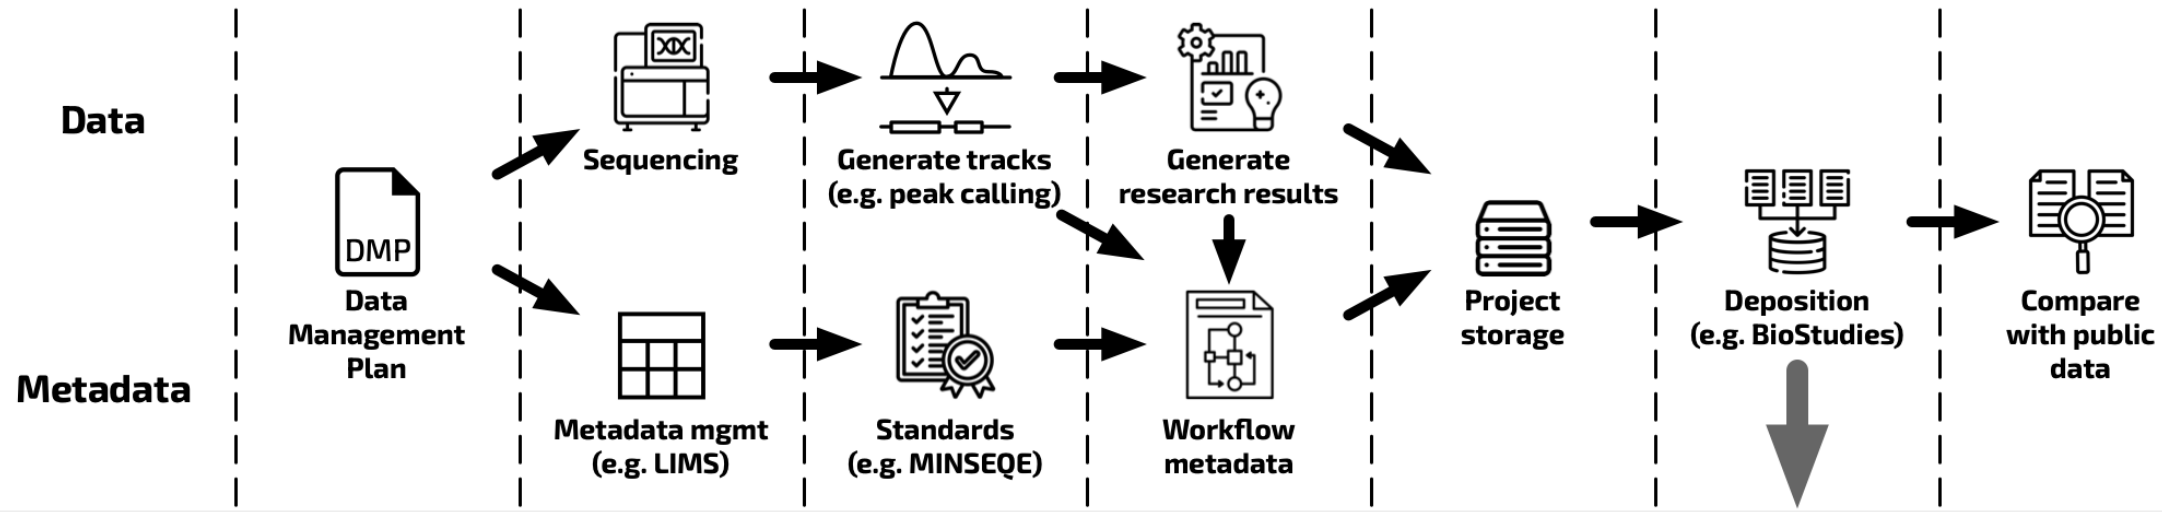 Data
Metadata
DMP
Data
Management
Plan
Sequencing
Metadata mgmt
(e.g. LIMS)
Generate tracks
(e.g. peak calling)
Standards
(e.g. MINSEQE)
Generate
research results
Workflow
metadata
Project
storage
Deposition
(e.g. BioStudies)
Compare
with public
data